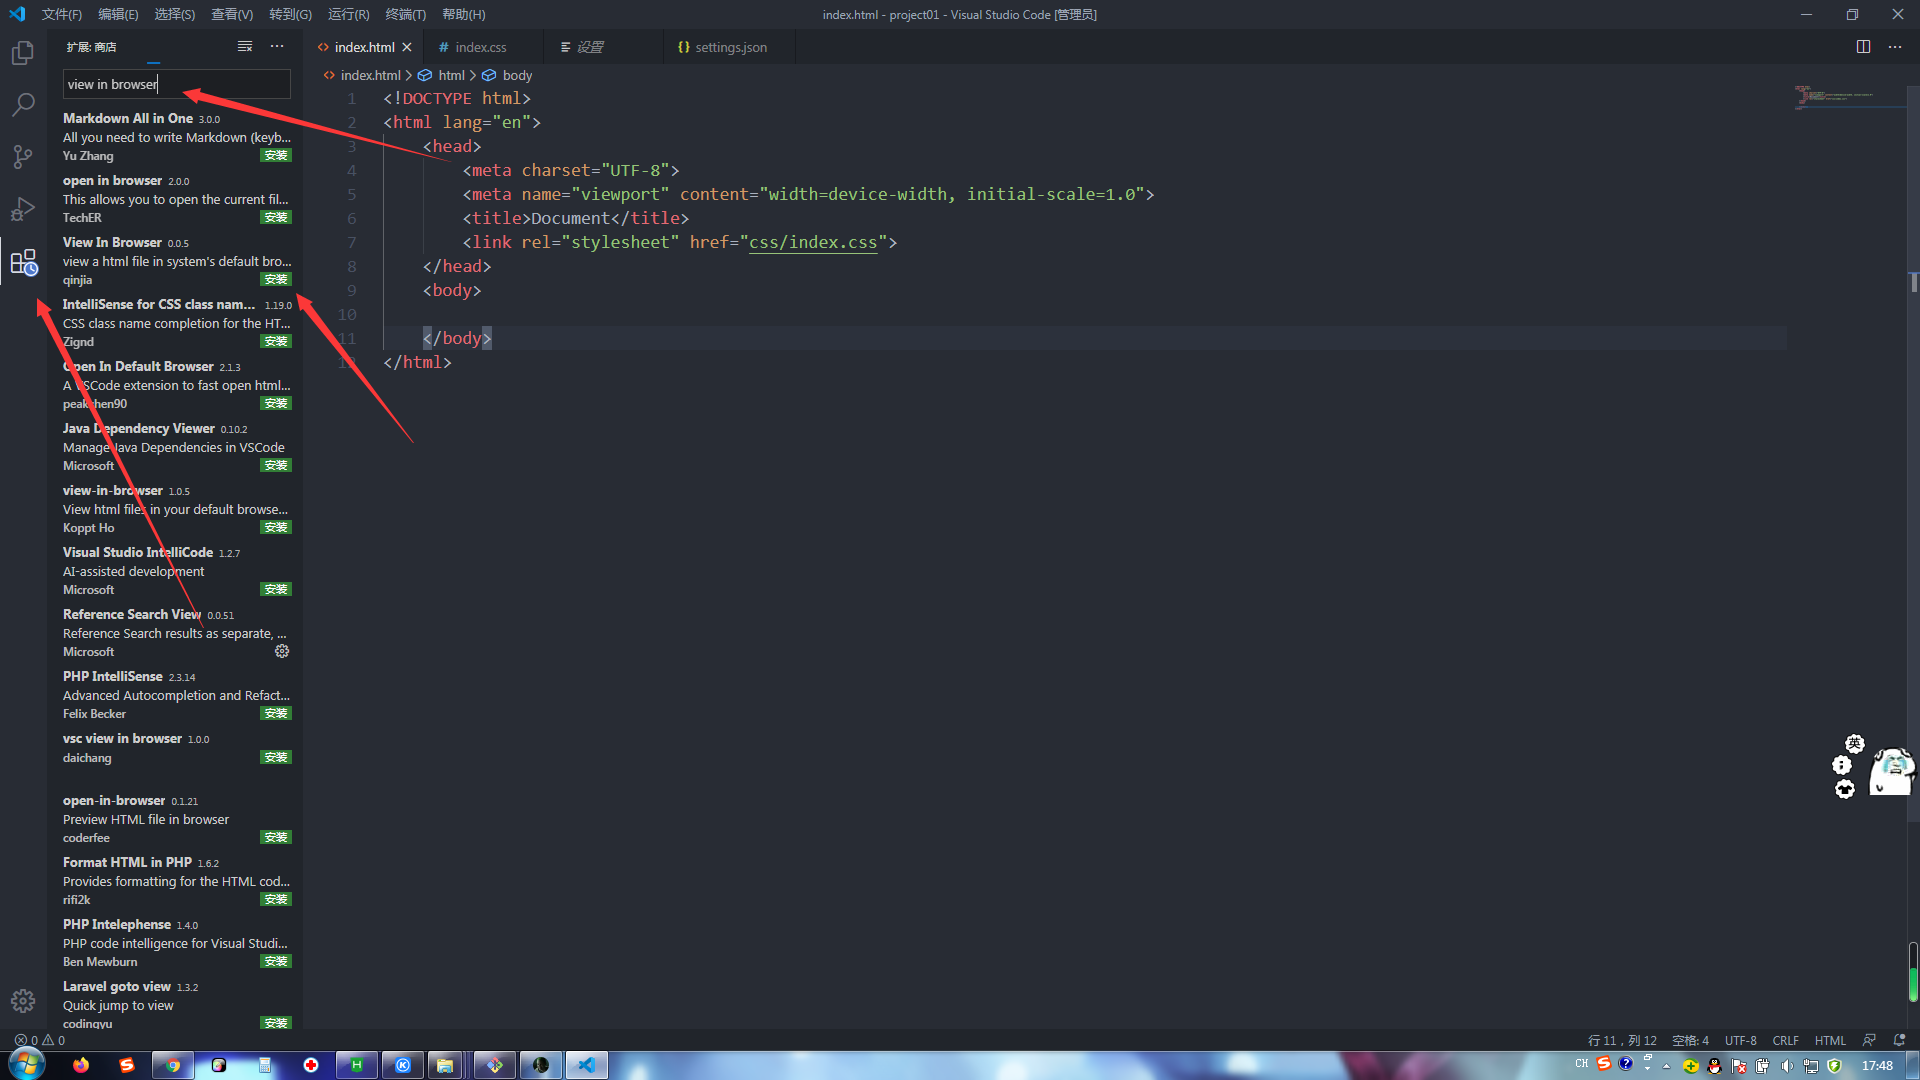 文件(F) 编辑(E) 选择(S) 查看(V) 转到(G) 运行(R) 终端(T) 帮助(H)
index.html - project01 - Visual Studio Code [管理员]
扩展: 商店
view in browser
Markdown All in One 3.0.0
All you need to write Markdown (keyb...
Yu Zhang 安装
open in browser 2.0.0
This allows you to open the current fil...
TechER 安装
View In Browser 0.0.5
view a html file in system's default bro...
qinjia 安装
IntelliSense for CSS class nam... 1.19.0
CSS class name completion for the HT...
Zignd 安装
Open In Default Browser 2.1.3
A VSCode extension to fast open html...
peakchen90 安装
Java Dependency Viewer 0.10.2
Manage Java Dependencies in VSCode
Microsoft 安装
view-in-browser 1.0.5
View html files in your default browse...
Koppt Ho 安装
Visual Studio IntelliCode 1.2.7
AI-assisted development
Microsoft 安装
Reference Search View 0.0.51
Reference Search results as separate, ...
Microsoft
PHP IntelliSense 2.3.14
Advanced Autocompletion and Refact...
Felix Becker 安装
vsc view in browser 1.0.0
daichang 安装
open-in-browser 0.1.21
Preview HTML file in browser
coderfee 安装
Format HTML in PHP 1.6.2
Provides formatting for the HTML cod...
rifi2k 安装
PHP Intelephense 1.4.0
PHP code intelligence for Visual Studi...
Ben Mewburn 安装
Laravel goto view 1.3.2
Quick jump to view
codingyu 安装
index.html index.css 设置 settings.json
index.html html body
1 <!DOCTYPE html>
2 <html lang="en">
3 <head>
4 <meta charset="UTF-8">
5 <meta name="viewport" content="width=device-width, initial-scale=1.0">
6 <title>Document</title>
7 <link rel="stylesheet" href="css/index.css">
8 </head>
9 <body>
10
11 </body>
12 </html>
英
0 0
行 11，列 12 空格: 4 UTF-8 CRLF HTML
CH 17:48